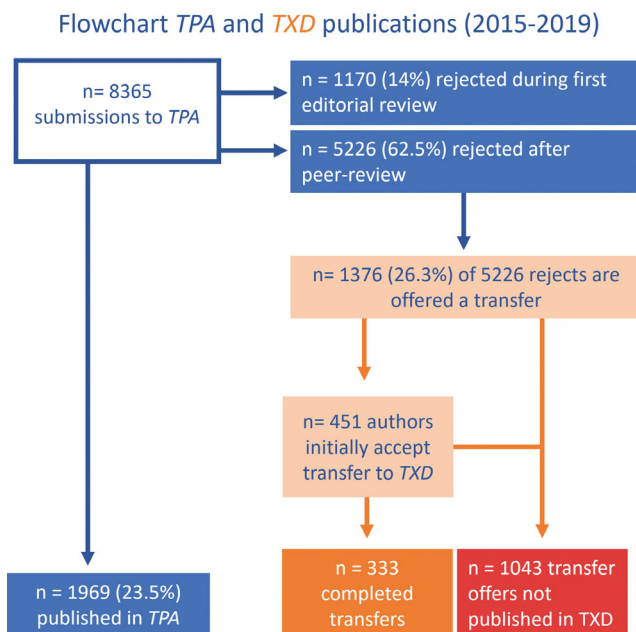 Flowchart TPA and TXD publications (2015-2019)
n= 8365
submissions to TPA
n = 1170 (14%) rejected during first
editorial review
n = 5226 (62.5%) rejected after
peer-review
n= 1376 (26.3%) of 5226 rejects are
offered a transfer
n= 451 authors
initially accept
transfer to TXD
n = 1969 (23.5%)
published in TPA
n = 333
completed
transfers
n = 1043 transfer
offers not
published in TXD